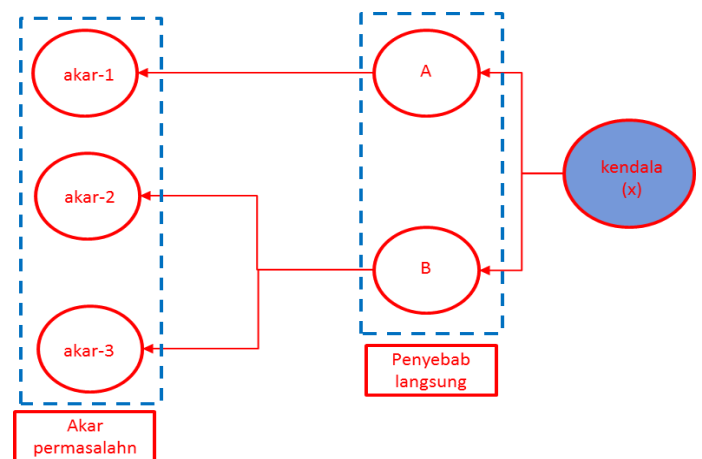 akar-1
A
kendala
(x)
akar-2
B
akar-3
Penyebab
langsung
Akar
permasalahn